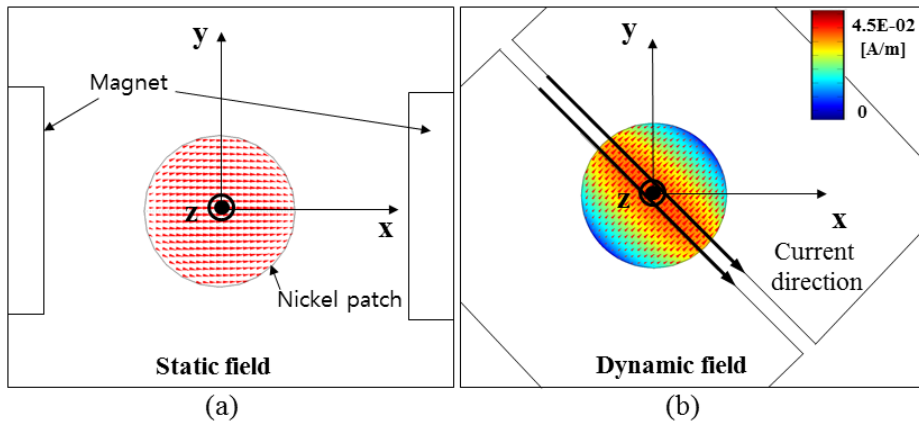 y
Magnet
z
x
Nickel patch
Static field
(a)
4.5E-02
[A/m]
0
y
z
x
Current
direction
Dynamic field
(b)